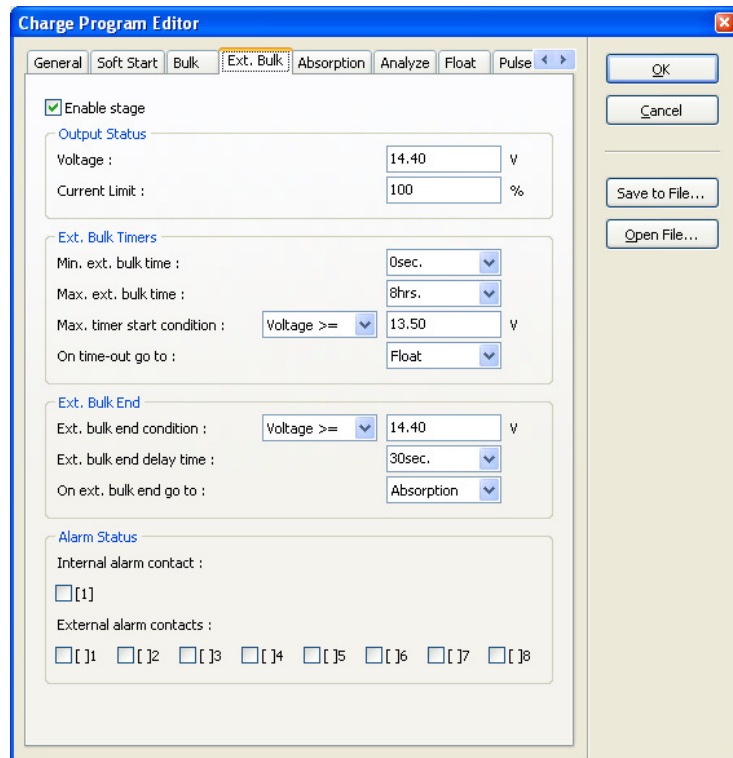 Charge Program Editor
General Soft Start Bulk Ext. Bulk Absorption Analyze Float Pulse
OK
Cancel
Save to File...
Open File...
Enable stage
Output Status
Voltage : 14.40 V
Current Limit : 100 %
Ext. Bulk Timers
Min. ext. bulk time : 0sec.
Max. ext. bulk time : 8hrs.
Max. timer start condition : Voltage >= 13.50 V
On time-out go to : Float
Ext. Bulk End
Ext. bulk end condition : Voltage >= 14.40 V
Ext. bulk end delay time : 30sec.
On ext. bulk end go to : Absorption
Alarm Status
Internal alarm contact :
[1]
External alarm contacts :
[ ]1 [ ]2 [ ]3 [ ]4 [ ]5 [ ]6 [ ]7 [ ]8